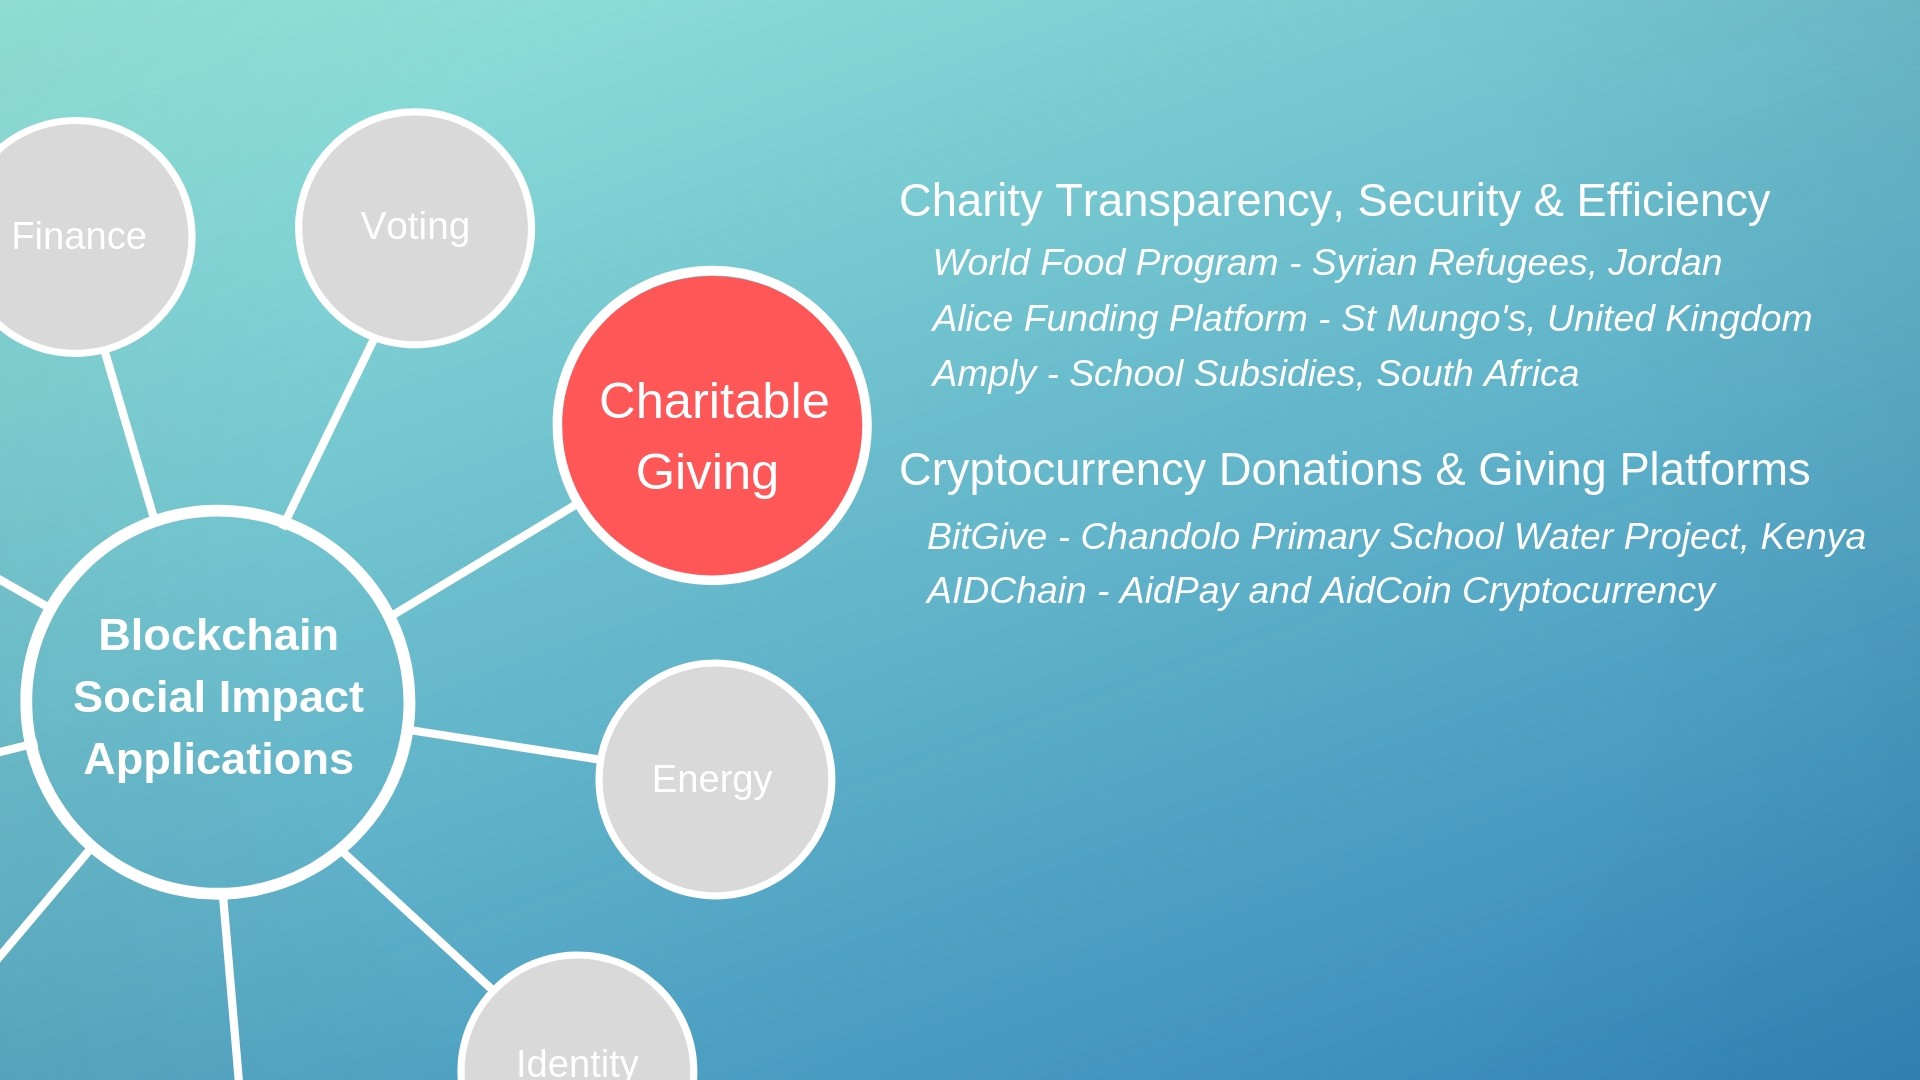 Finance
Voting
Charitable
Giving
Blockchain
Social Impact
Applications
Energy
Identity
Charity Transparency, Security & Efficiency
World Food Program - Syrian Refugees, Jordan
Alice Funding Platform - St Mungo's, United Kingdom
Amply - School Subsidies, South Africa
Cryptocurrency Donations & Giving Platforms
BitGive - Chandolo Primary School Water Project, Kenya
AIDChain - AidPay and AidCoin Cryptocurrency